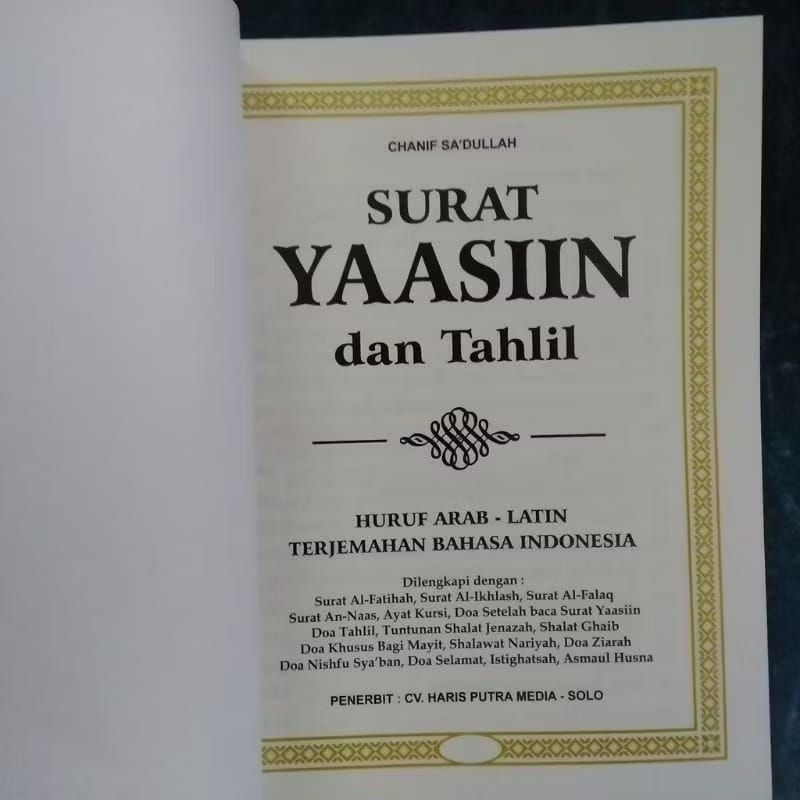 CHANIF SA'DULLAH
SURAT
YAASIIN
dan Tahlil
HURUF ARAB - LATIN
TERJEMAHAN BAHASA INDONESIA
Dilengkapi dengan :
Surat Al-Fatihah, Surat Al-Ikhlash, Surat Al-Falaq
Surat An-Naas, Ayat Kursi, Doa Setelah baca Surat Yaasiin
Doa Tahlil, Tuntunan Shalat Jenazah, Shalat Ghaib
Doa Khusus Bagi Mayit, Shalawat Nariyah, Doa Ziarah
Doa Nishfu Sya'ban, Doa Selamat, Istighatsah, Asmaul Husna
PENERBIT : CV. HARIS PUTRA MEDIA - SOLO